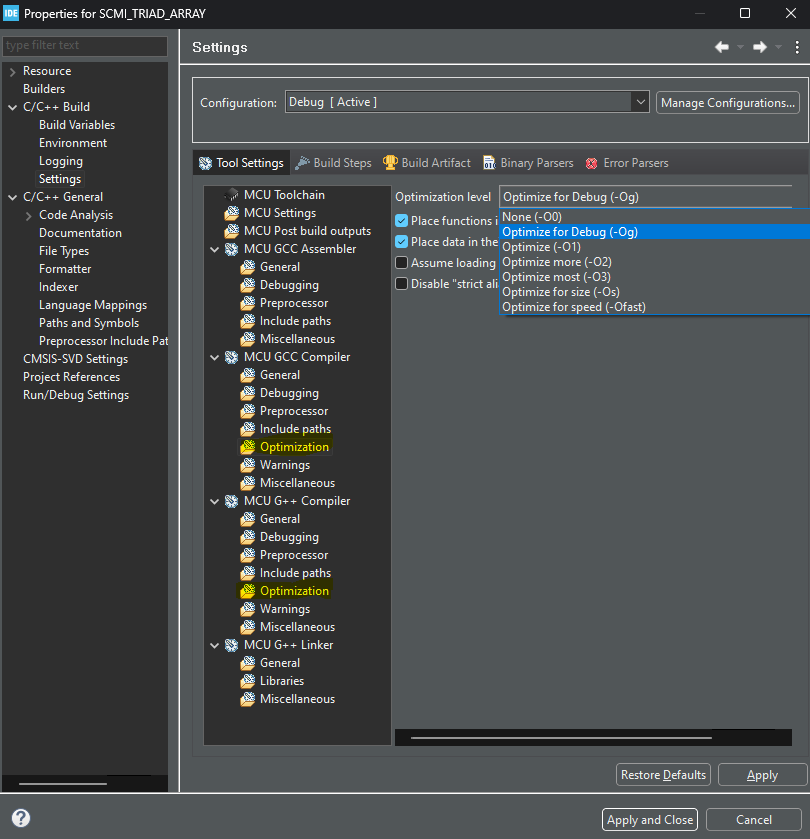 IDE Properties for SCMI_TRIAD_ARRAY
type filter text
Resource
Builders
C/C++ Build
Build Variables
Environment
Logging
Settings
C/C++ General
Code Analysis
Documentation
File Types
Formatter
Indexer
Language Mappings
Paths and Symbols
Preprocessor Include Pat
CMSIS-SVD Settings
Project References
Run/Debug Settings
Settings
Configuration: Debug [ Active ] Manage Configurations...
Tool Settings Build Steps Build Artifact Binary Parsers Error Parsers
MCU Toolchain
MCU Settings
MCU Post build outputs
MCU GCC Assembler
General
Debugging
Preprocessor
Include paths
Miscellaneous
MCU GCC Compiler
General
Debugging
Preprocessor
Include paths
Optimization
Warnings
Miscellaneous
MCU G++ Compiler
General
Debugging
Preprocessor
Include paths
Optimization
Warnings
Miscellaneous
MCU G++ Linker
General
Libraries
Miscellaneous
Optimization level Optimize for Debug (-Og)
Place functions i
Place data in the
Assume loading
Disable "strict ali
None (-O0)
Optimize for Debug (-Og)
Optimize (-O1)
Optimize more (-O2)
Optimize most (-O3)
Optimize for size (-Os)
Optimize for speed (-Ofast)
Restore Defaults Apply
? Apply and Close Cancel